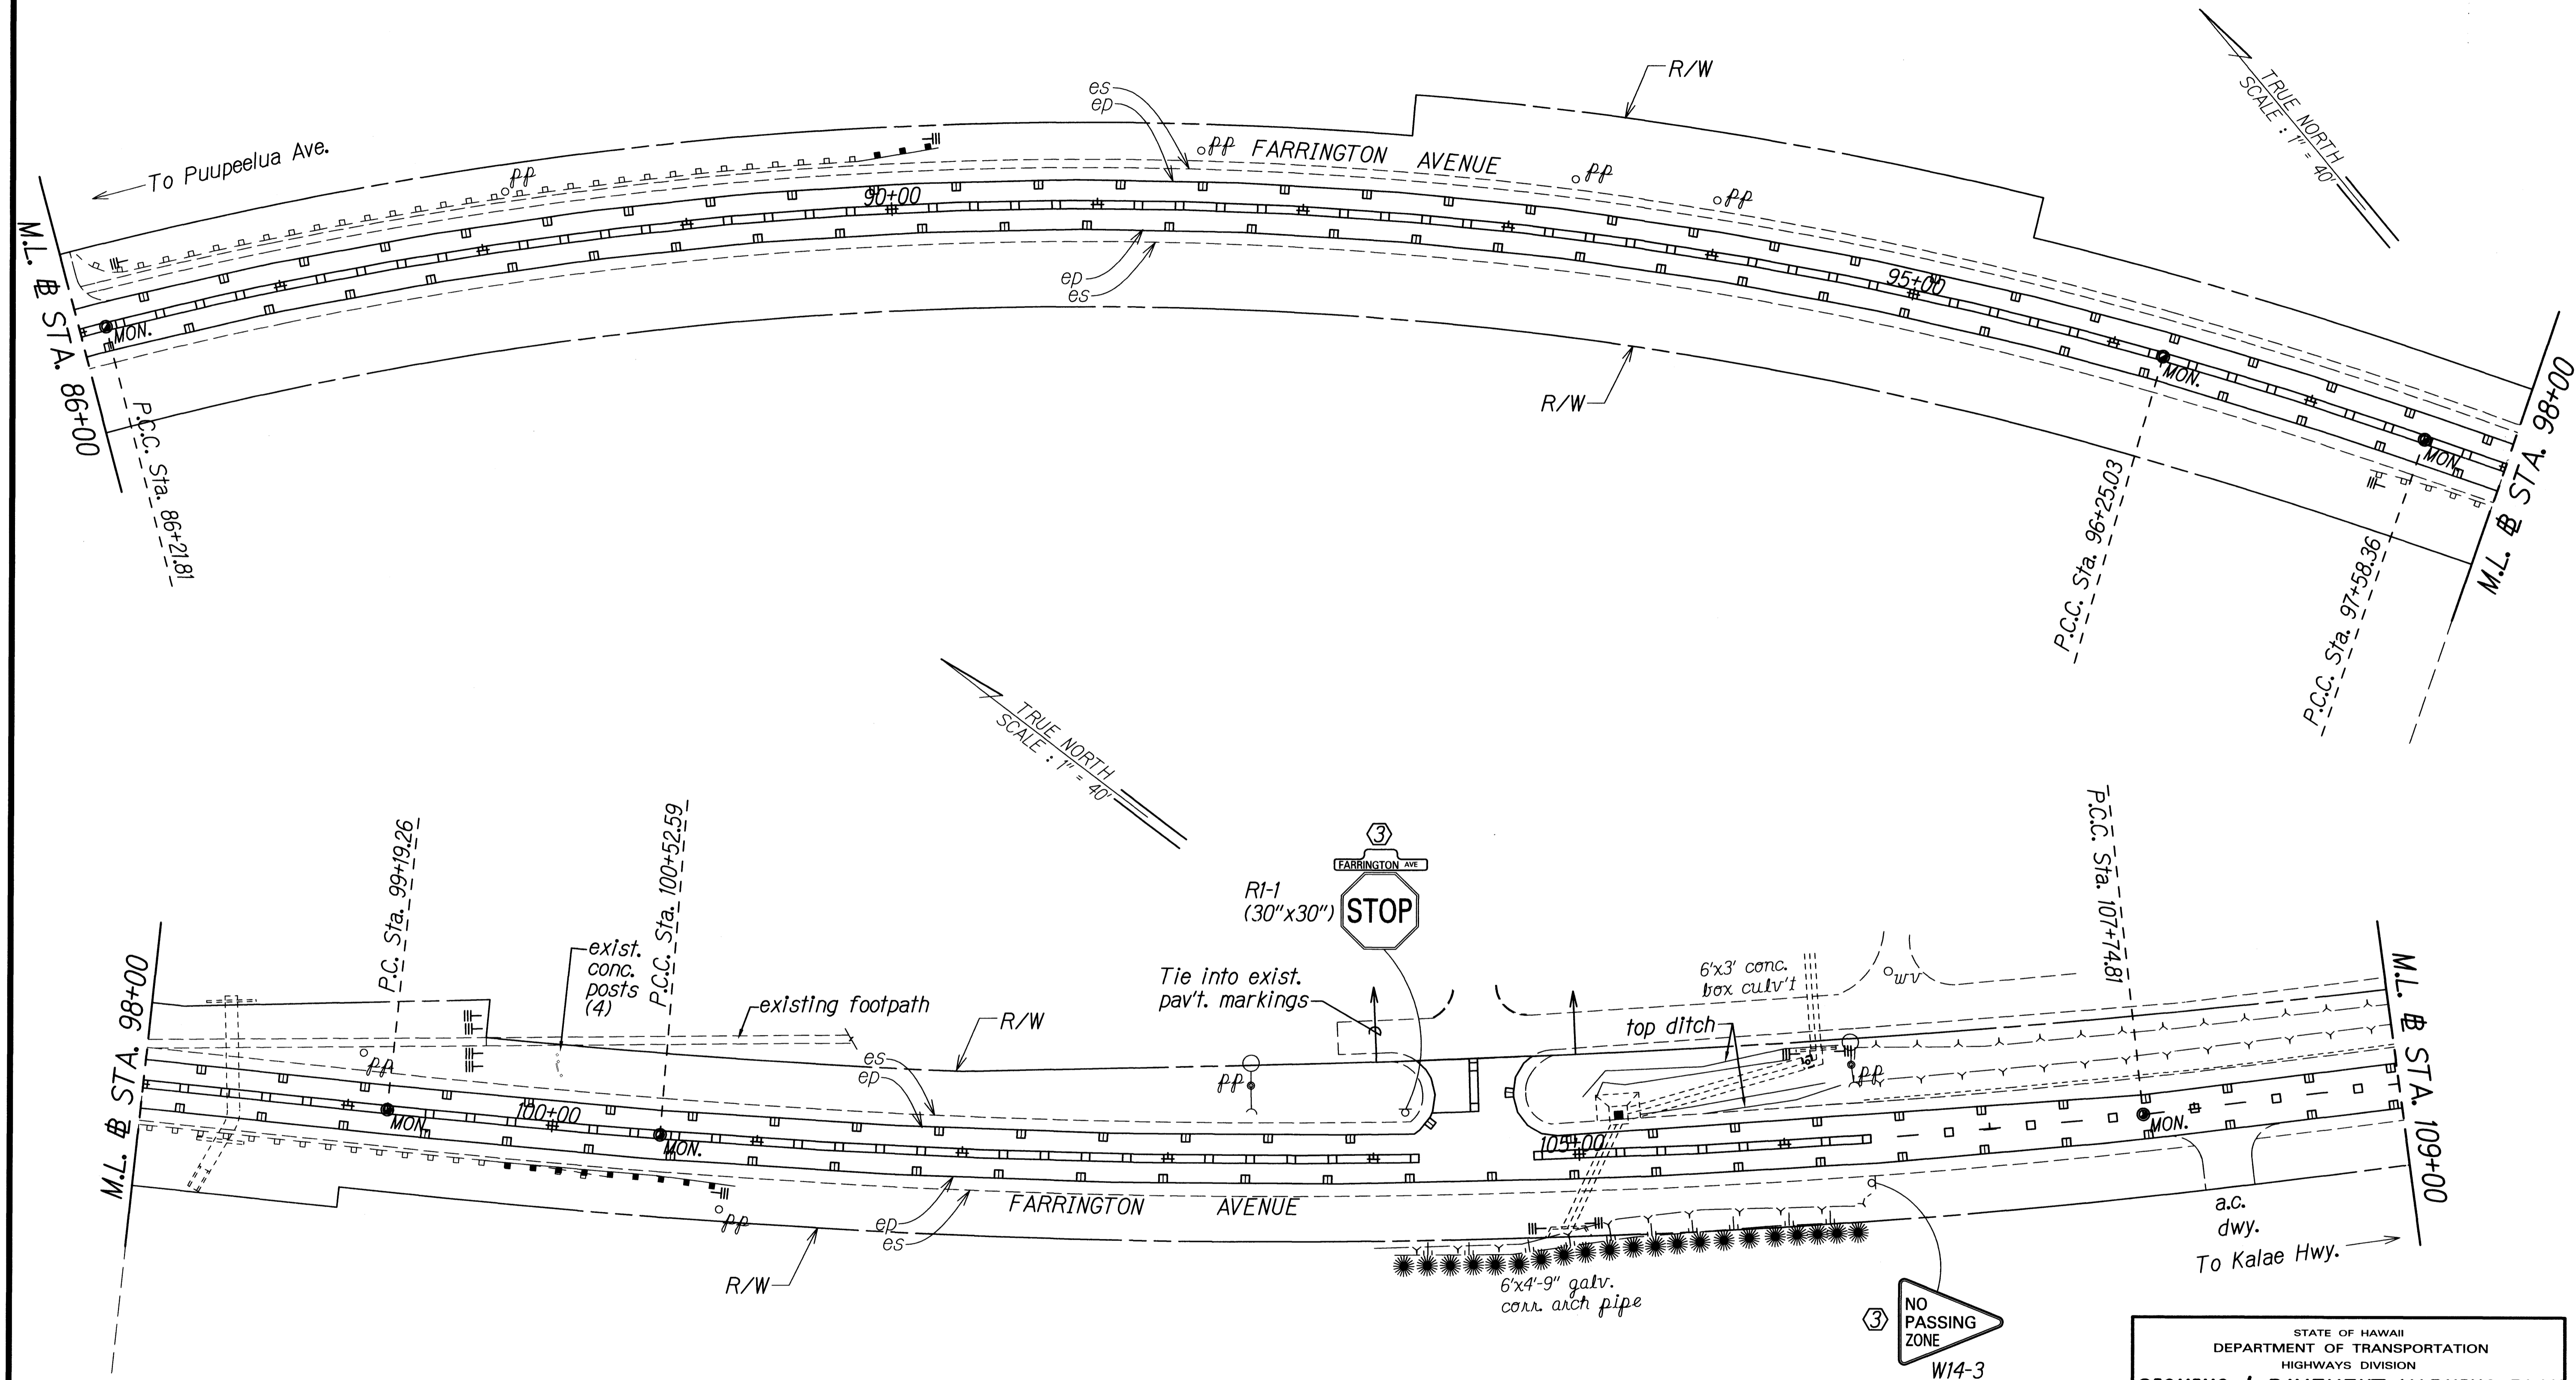 R/W
TRUE NORTH
SCALE : 1" = 40'
es
ep
To Puupeelua Ave.
pp
FARRINGTON AVENUE
pp
pp
pp
90+00
95+00
M.L. BL STA. 86+00
MON.
P.C.C. Sta. 86+21.81
ep
es
R/W
MON.
MON.
P.C.C. Sta. 96+25.03
P.C.C. Sta. 97+58.36
M.L. BL STA. 98+00
TRUE NORTH
SCALE : 1" = 40'
M.L. BL STA. 98+00
P.C. Sta. 99+19.26
P.C.C. Sta. 100+52.59
P.C.C. Sta. 107+74.81
3
FARRINGTON AVE
R1-1
(30"x30")
STOP
exist.
conc.
posts
(4)
existing footpath
R/W
es
ep
Tie into exist.
pav't. markings
6'x3' conc.
box culv't
wv
top ditch
pp
pp
pp
100+00
MON.
MON.
105+00
MON.
M.L. BL STA. 109+00
pp
ep
es
FARRINGTON AVENUE
R/W
6'x4'-9" galv.
corr. arch pipe
a.c.
dwy.
To Kalae Hwy.
3
NO
PASSING
ZONE
W14-3
STATE OF HAWAII
DEPARTMENT OF TRANSPORTATION
HIGHWAYS DIVISION